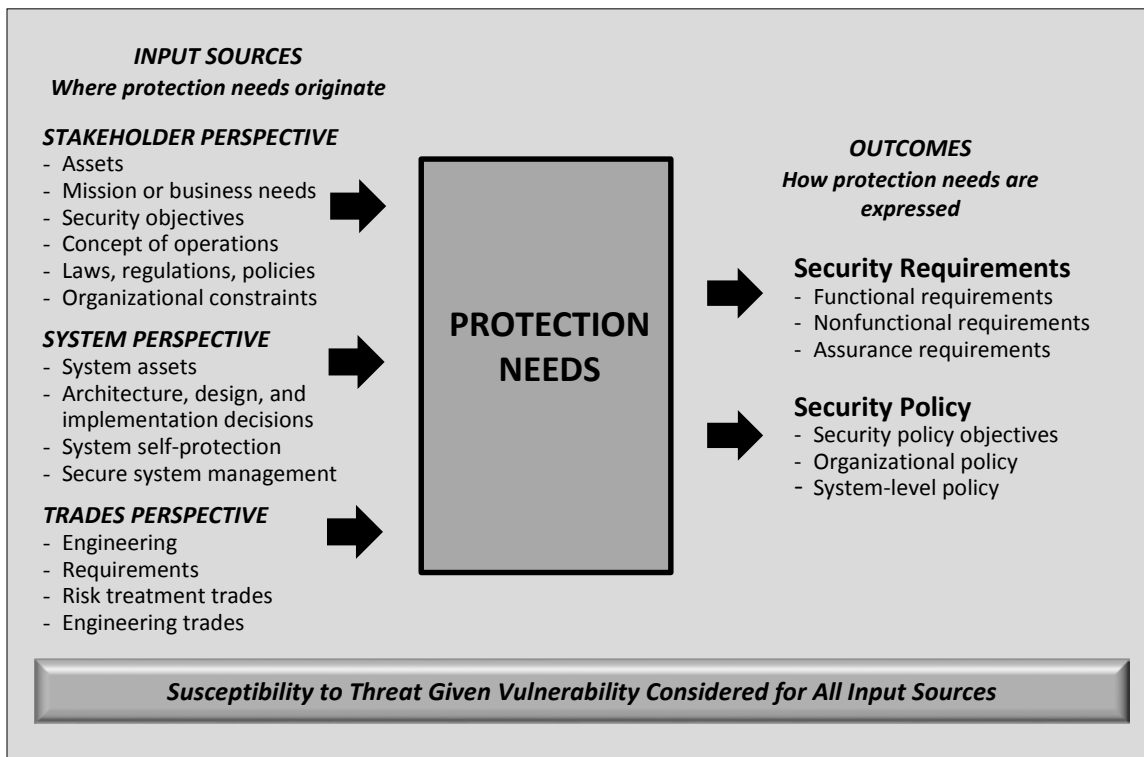 INPUT SOURCES
Where protection needs originate
STAKEHOLDER PERSPECTIVE
- Assets
- Mission or business needs
- Security objectives
- Concept of operations
- Laws, regulations, policies
- Organizational constraints
SYSTEM PERSPECTIVE
- System assets
- Architecture, design, and
implementation decisions
- System self-protection
- Secure system management
TRADES PERSPECTIVE
- Engineering
- Requirements
- Risk treatment trades
- Engineering trades
PROTECTION
NEEDS
OUTCOMES
How protection needs are
expressed
Security Requirements
- Functional requirements
- Nonfunctional requirements
- Assurance requirements
Security Policy
- Security policy objectives
- Organizational policy
- System-level policy
Susceptibility to Threat Given Vulnerability Considered for All Input Sources